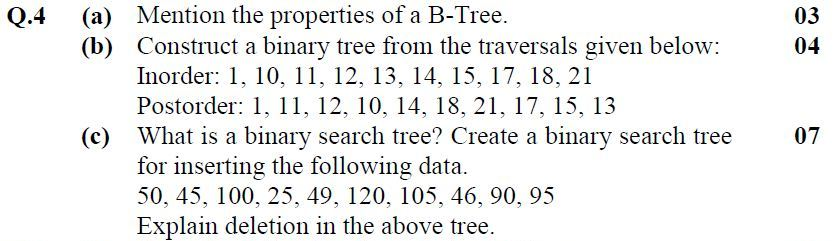 Q.4 (a) Mention the properties of a B-Tree. 03
(b) Construct a binary tree from the traversals given below: 04
Inorder: 1, 10, 11, 12, 13, 14, 15, 17, 18, 21
Postorder: 1, 11, 12, 10, 14, 18, 21, 17, 15, 13
(c) What is a binary search tree? Create a binary search tree 07
for inserting the following data.
50, 45, 100, 25, 49, 120, 105, 46, 90, 95
Explain deletion in the above tree.